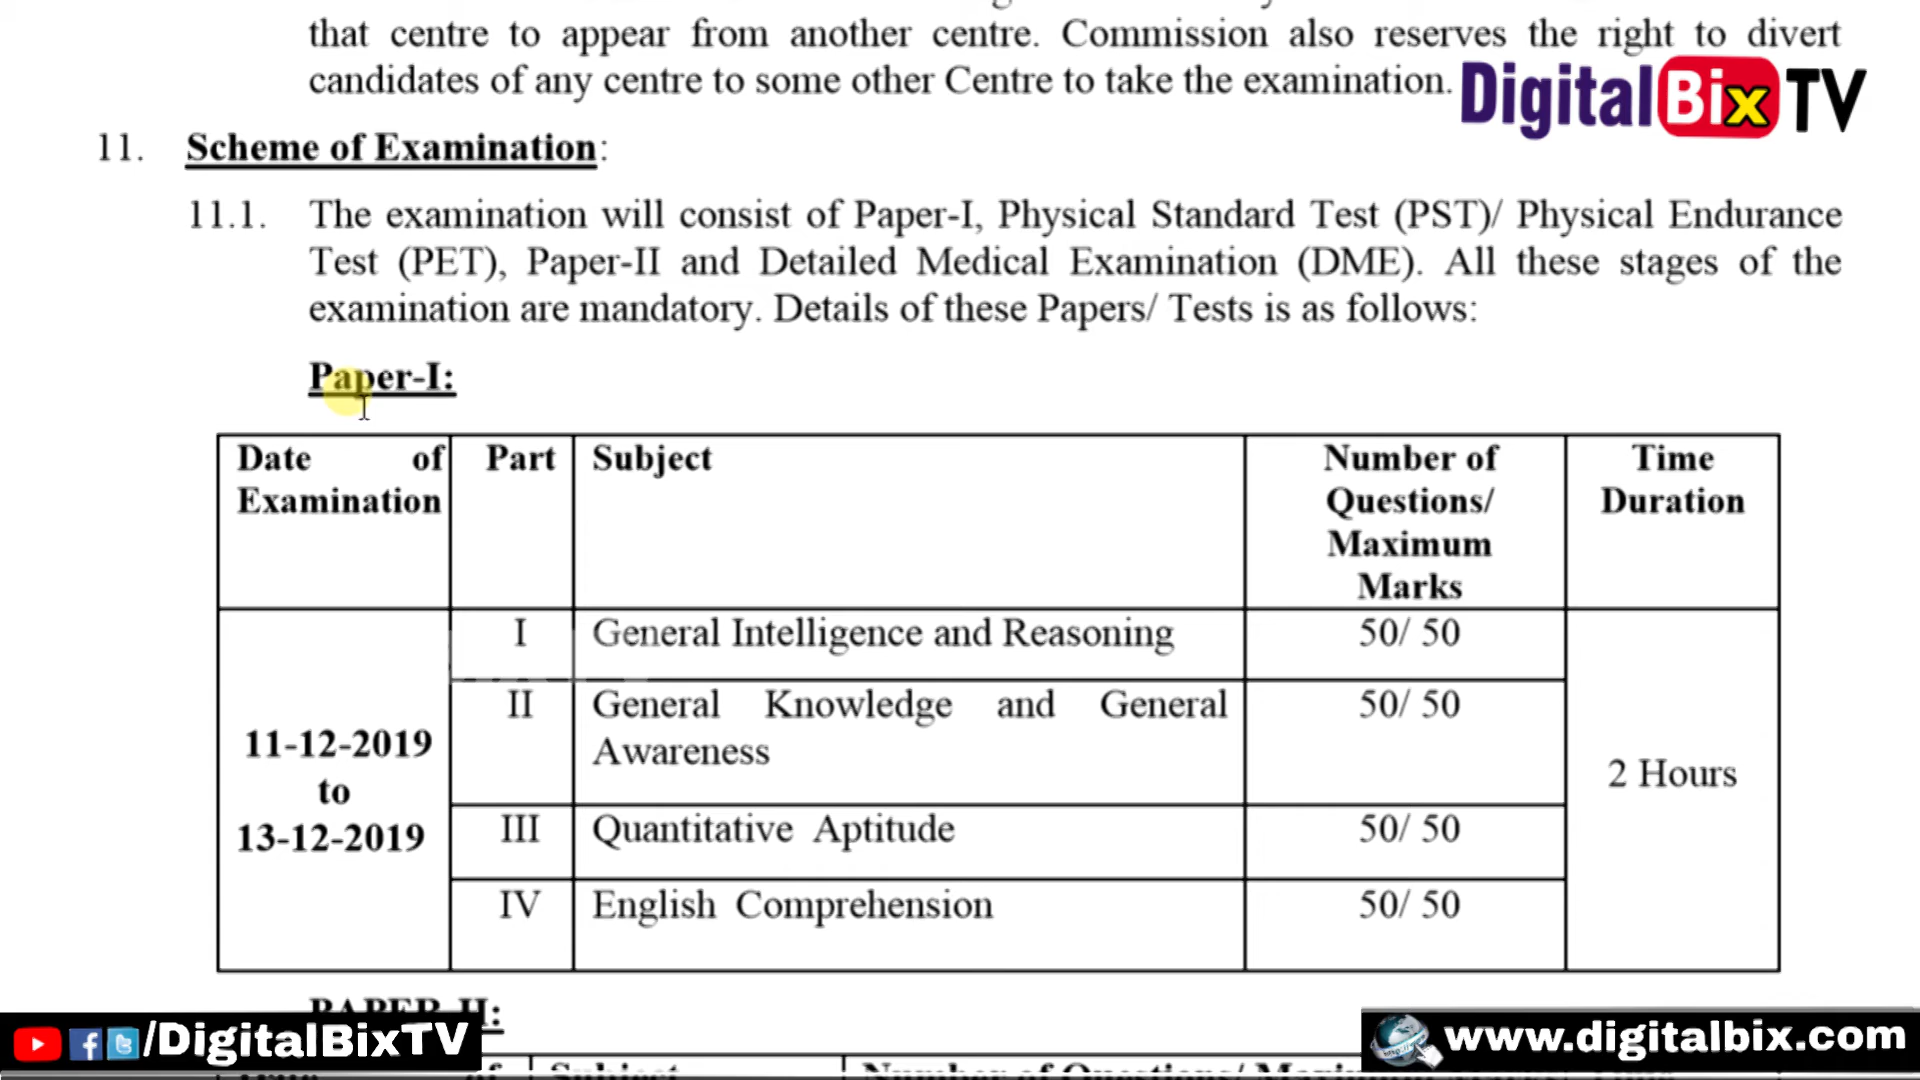 that centre to appear from another centre. Commission also reserves the right to divert
candidates of any centre to some other Centre to take the examination.
DigitalBixTV
11. Scheme of Examination:
11.1. The examination will consist of Paper-I, Physical Standard Test (PST)/ Physical Endurance
Test (PET), Paper-II and Detailed Medical Examination (DME). All these stages of the
examination are mandatory. Details of these Papers/ Tests is as follows:
Paper-I:
Date of Examination Part Subject Number of Questions/ Maximum Marks Time Duration
11-12-2019 to 13-12-2019
I General Intelligence and Reasoning 50/ 50
II General Knowledge and General Awareness 50/ 50
III Quantitative Aptitude 50/ 50
IV English Comprehension 50/ 50
2 Hours
PAPER-II:
/DigitalBixTV
www.digitalbix.com
Subject Number of Questions/